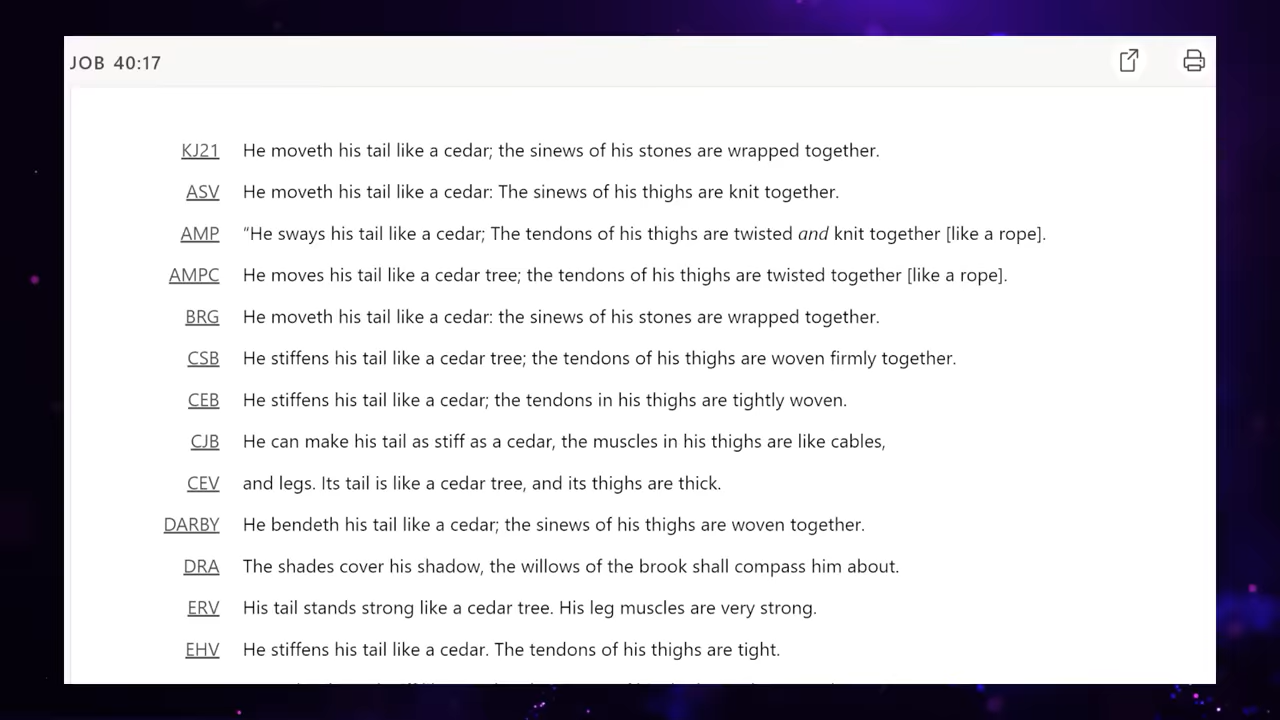 JOB 40:17
KJ21 He moveth his tail like a cedar; the sinews of his stones are wrapped together.
ASV He moveth his tail like a cedar: The sinews of his thighs are knit together.
AMP “He sways his tail like a cedar; The tendons of his thighs are twisted and knit together [like a rope].
AMPC He moves his tail like a cedar tree; the tendons of his thighs are twisted together [like a rope].
BRG He moveth his tail like a cedar: the sinews of his stones are wrapped together.
CSB He stiffens his tail like a cedar tree; the tendons of his thighs are woven firmly together.
CEB He stiffens his tail like a cedar; the tendons in his thighs are tightly woven.
CJB He can make his tail as stiff as a cedar, the muscles in his thighs are like cables,
CEV and legs. Its tail is like a cedar tree, and its thighs are thick.
DARBY He bendeth his tail like a cedar; the sinews of his thighs are woven together.
DRA The shades cover his shadow, the willows of the brook shall compass him about.
ERV His tail stands strong like a cedar tree. His leg muscles are very strong.
EHV He stiffens his tail like a cedar. The tendons of his thighs are tight.